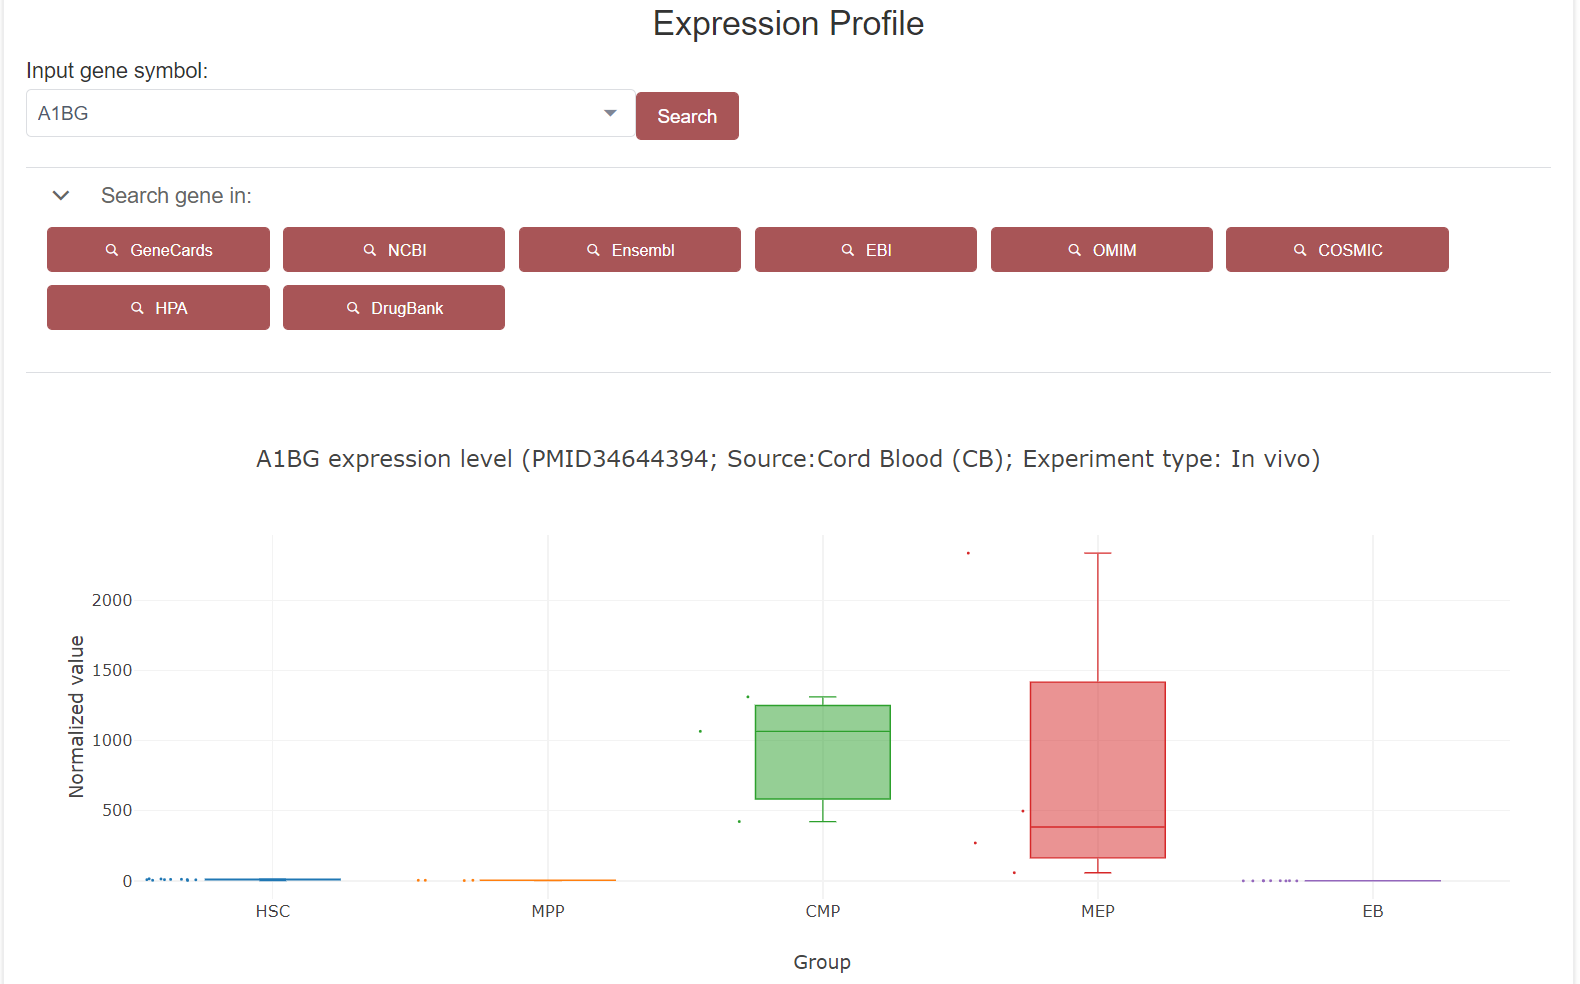 Expression Profile
Input gene symbol:
A1BG
Search
Search gene in:
GeneCards
NCBI
Ensembl
EBI
OMIM
COSMIC
HPA
DrugBank
A1BG expression level (PMID34644394; Source:Cord Blood (CB); Experiment type: In vivo)
Normalized value
2000
1500
1000
500
0
HSC
MPP
CMP
MEP
EB
Group